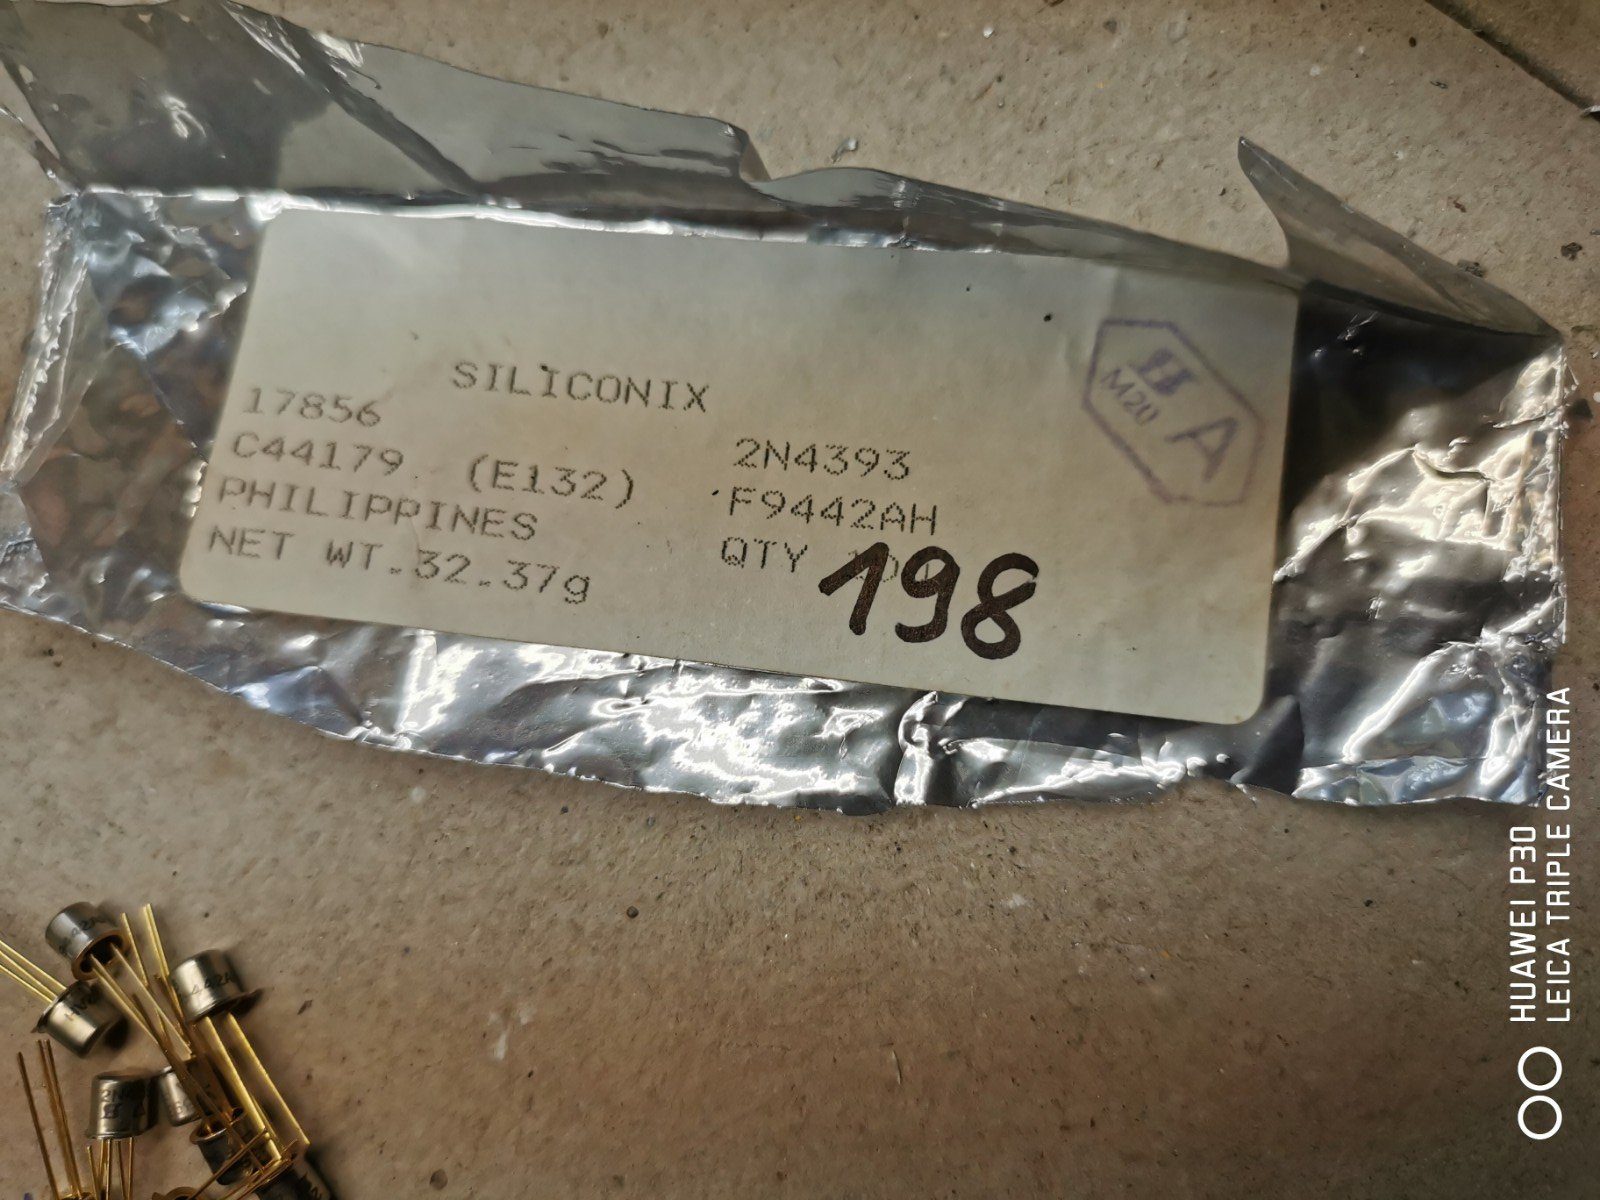 SILICONIX
17856
C44179 (E132)
PHILIPPINES
NET WT.32.37g
2N4393
F9442AH
QTY
198
M20
A
HUAWEI P30
LEICA TRIPLE CAMERA